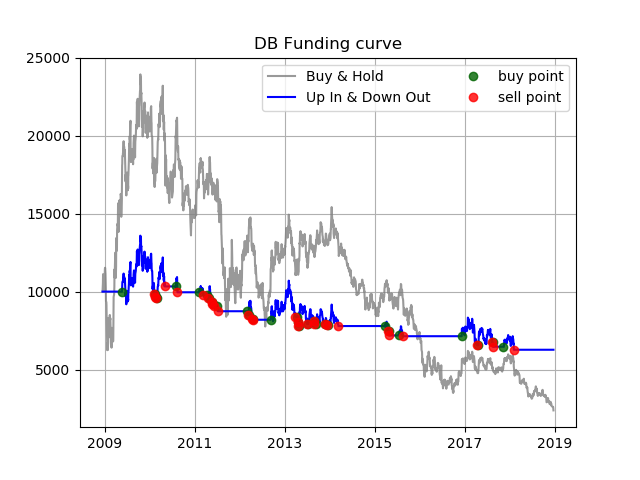 DB Funding curve
25000
20000
15000
10000
5000
Buy & Hold
Up In & Down Out
buy point
sell point
2009 2011 2013 2015 2017 2019